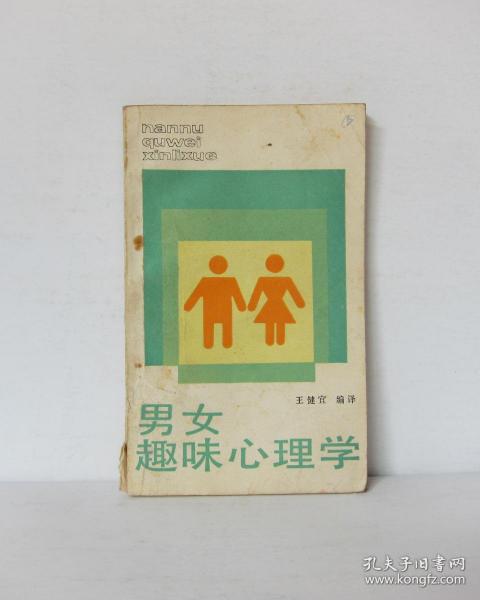 nannu
quwei
xinlixue
王健宜 编译
男女
趣味心理学
孔夫子旧书网
www.kongfz.com